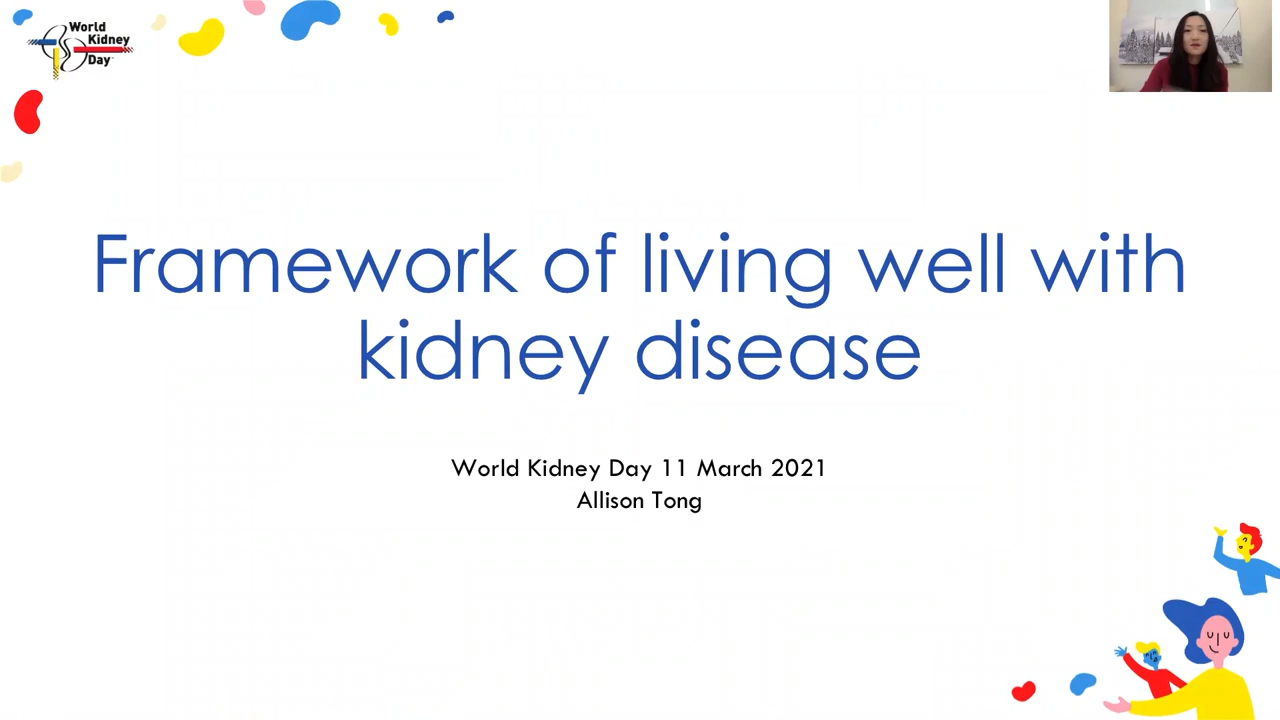 World
Kidney
Day
Framework of living well with
kidney disease
World Kidney Day 11 March 2021
Allison Tong